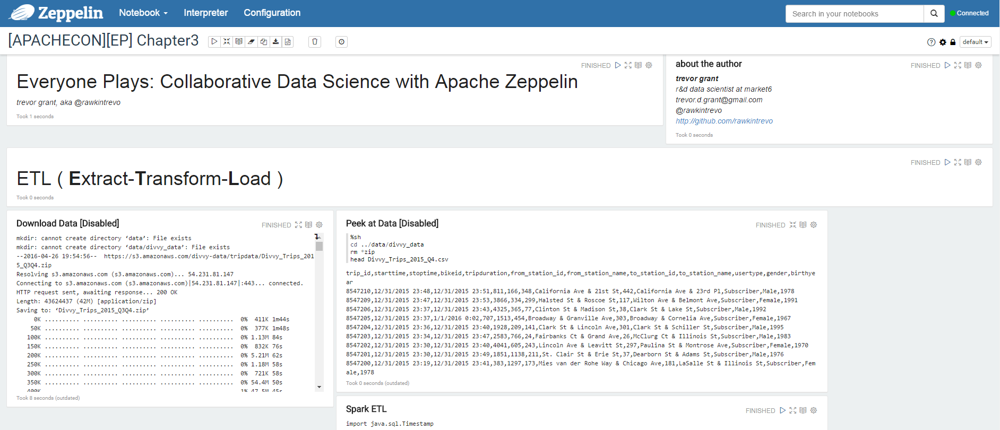 Zeppelin Notebook Interpreter Configuration Search in your notebooks Connected
[APACHECON][EP] Chapter3 default
FINISHED
Everyone Plays: Collaborative Data Science with Apache Zeppelin
trevor grant, aka @rawkintrevo
Took 1 seconds
about the author FINISHED
trevor grant
r&d data scientist at market6
trevor.d.grant@gmail.com
@rawkintrevo
http://github.com/rawkintrevo
Took 0 seconds
FINISHED
ETL ( Extract-Transform-Load )
Took 0 seconds
Download Data [Disabled] FINISHED
mkdir: cannot create directory ‘data’: File exists
mkdir: cannot create directory ‘data/divvy_data’: File exists
--2016-04-26 19:54:56-- https://s3.amazonaws.com/divvy-data/tripdata/Divvy_Trips_201
5_Q3Q4.zip
Resolving s3.amazonaws.com (s3.amazonaws.com)... 54.231.81.147
Connecting to s3.amazonaws.com (s3.amazonaws.com)|54.231.81.147|:443... connected.
HTTP request sent, awaiting response... 200 OK
Length: 43624437 (42M) [application/zip]
Saving to: ‘Divvy_Trips_2015_Q3Q4.zip’
0K .......... .......... .......... .......... .......... 0% 411K 1m44s
50K .......... .......... .......... .......... .......... 0% 377K 1m48s
100K .......... .......... .......... .......... .......... 0% 1.13M 84s
150K .......... .......... .......... .......... .......... 0% 832K 76s
200K .......... .......... .......... .......... .......... 0% 5.21M 62s
250K .......... .......... .......... .......... .......... 0% 1.18M 58s
300K .......... .......... .......... .......... .......... 0% 721K 58s
350K .......... .......... .......... .......... .......... 0% 54.4M 50s
400K .......... .......... .......... .......... .......... 1% 47.5M 45s
Took 8 seconds (outdated)
Peek at Data [Disabled] FINISHED
%sh
cd ../data/divvy_data
rm *zip
head Divvy_Trips_2015_Q4.csv
trip_id,starttime,stoptime,bikeid,tripduration,from_station_id,from_station_name,to_station_id,to_station_name,usertype,gender,birthye
ar
8547210,12/31/2015 23:48,12/31/2015 23:51,811,166,348,California Ave & 21st St,442,California Ave & 23rd Pl,Subscriber,Male,1978
8547209,12/31/2015 23:47,12/31/2015 23:53,3866,334,299,Halsted St & Roscoe St,117,Wilton Ave & Belmont Ave,Subscriber,Female,1991
8547206,12/31/2015 23:37,12/31/2015 23:43,4325,365,77,Clinton St & Madison St,38,Clark St & Lake St,Subscriber,Male,1992
8547205,12/31/2015 23:37,1/1/2016 0:02,707,1513,454,Broadway & Granville Ave,303,Broadway & Cornelia Ave,Subscriber,Female,1967
8547204,12/31/2015 23:36,12/31/2015 23:40,1928,209,141,Clark St & Lincoln Ave,301,Clark St & Schiller St,Subscriber,Male,1995
8547203,12/31/2015 23:34,12/31/2015 23:47,2583,766,24,Fairbanks Ct & Grand Ave,26,McClurg Ct & Illinois St,Subscriber,Male,1983
8547202,12/31/2015 23:30,12/31/2015 23:40,4041,605,243,Lincoln Ave & Leavitt St,297,Paulina St & Montrose Ave,Subscriber,Female,1970
8547201,12/31/2015 23:30,12/31/2015 23:49,1851,1138,211,St. Clair St & Erie St,37,Dearborn St & Adams St,Subscriber,Male,1976
8547200,12/31/2015 23:19,12/31/2015 23:41,383,1297,173,Mies van der Rohe Way & Chicago Ave,181,LaSalle St & Illinois St,Subscriber,Fem
ale,1978
Took 0 seconds (outdated)
Spark ETL FINISHED
import java.sql.Timestamp